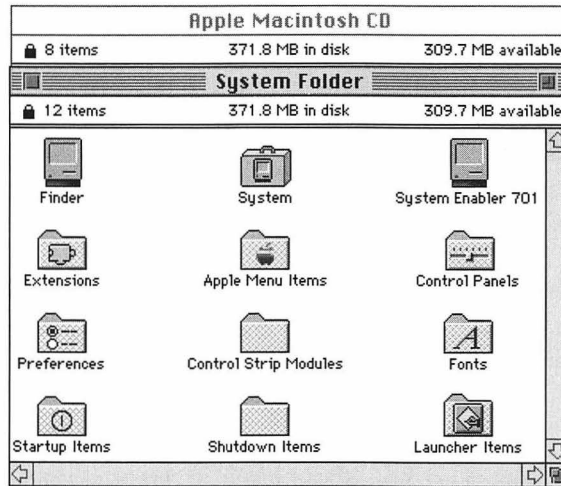 Apple Macintosh CD
8 items 371.8 MB in disk 309.7 MB available
System Folder
12 items 371.8 MB in disk 309.7 MB available
Finder System System Enabler 701
Extensions Apple Menu Items Control Panels
Preferences Control Strip Modules Fonts
Startup Items Shutdown Items Launcher Items